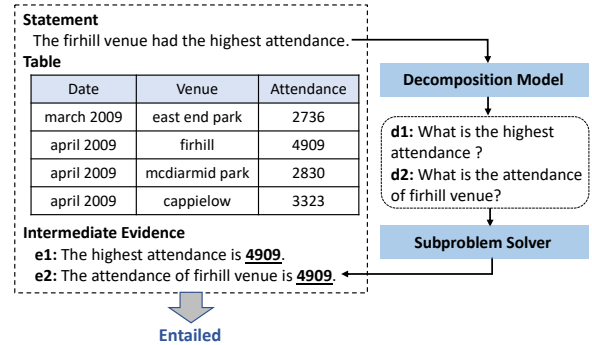 Statement
The firhill venue had the highest attendance.
Table
Date Venue Attendance
march 2009 east end park 2736
april 2009 firhill 4909
april 2009 mcdiarmid park 2830
april 2009 cappielow 3323
Intermediate Evidence
e1: The highest attendance is 4909.
e2: The attendance of firhill venue is 4909.
Entailed
Decomposition Model
d1: What is the highest
attendance ?
d2: What is the attendance
of firhill venue?
Subproblem Solver